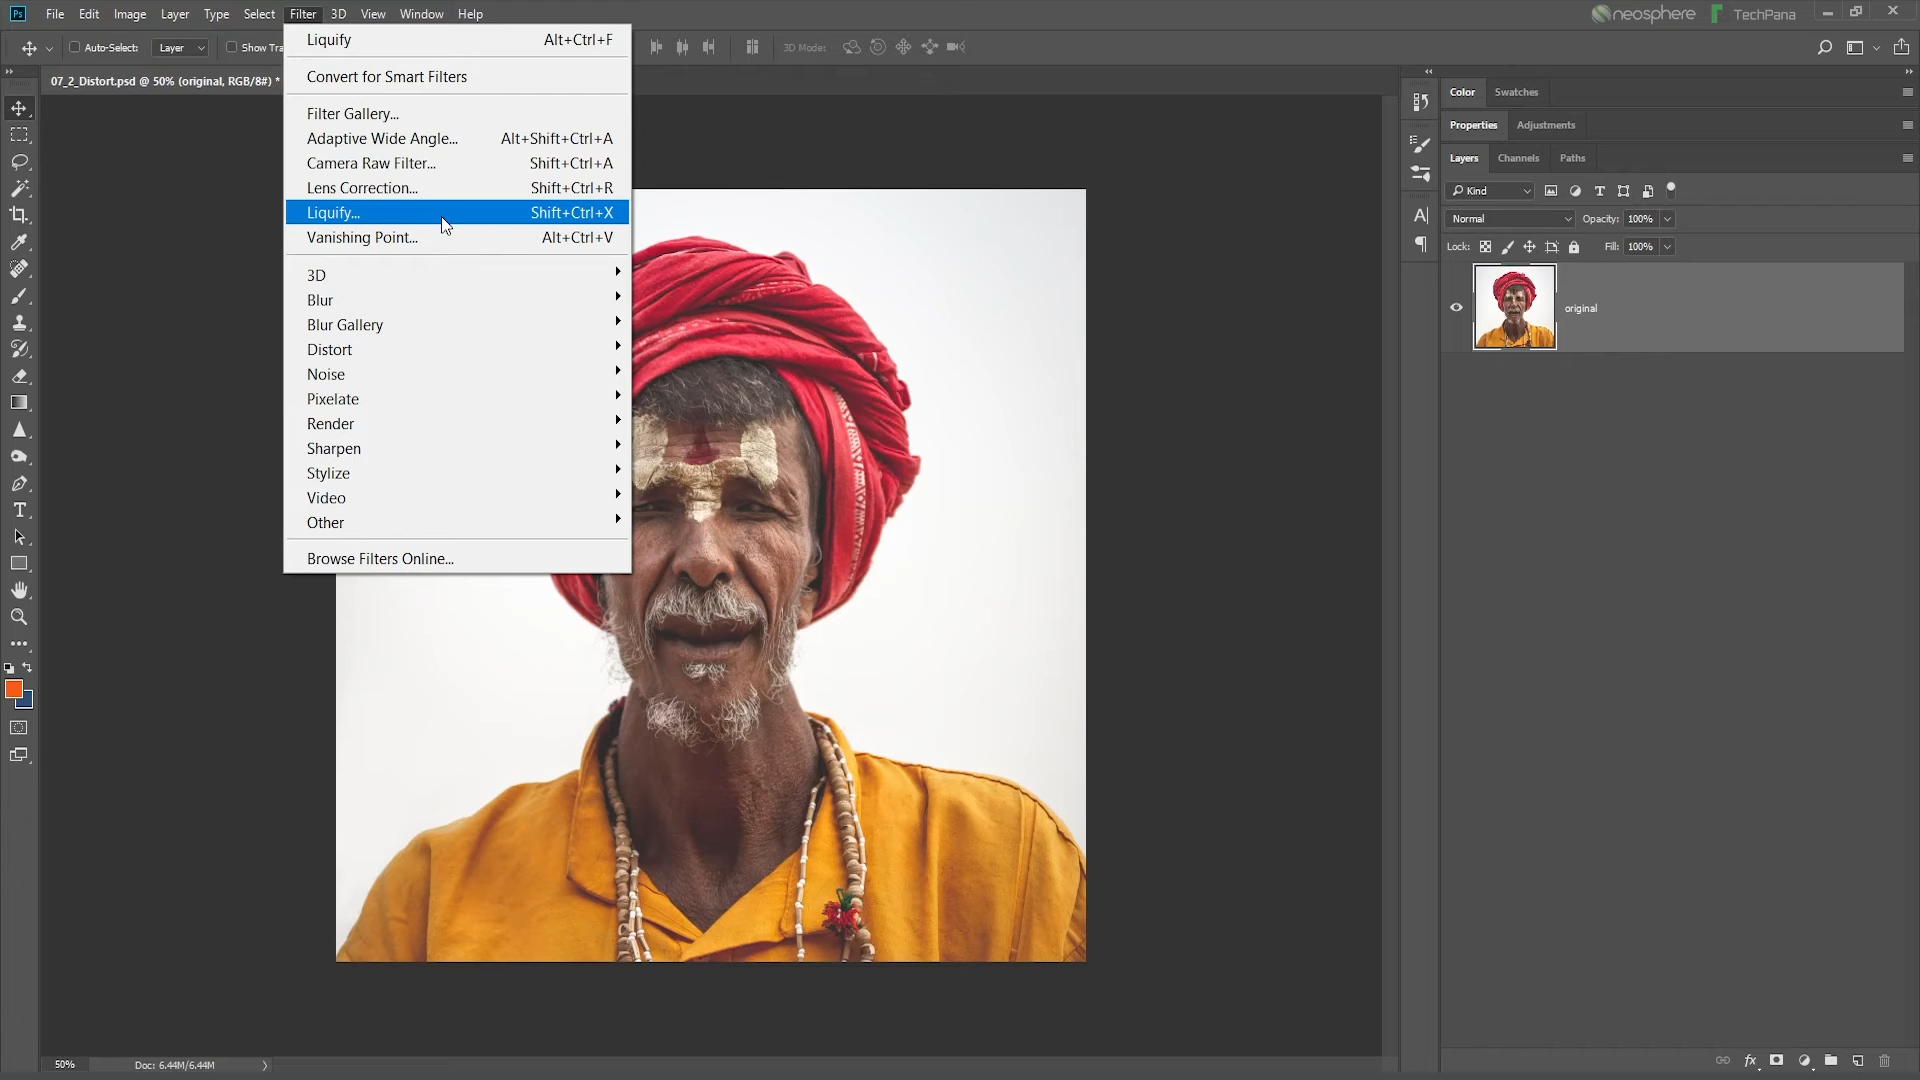 Ps File Edit Image Layer Type Select Filter 3D View Window Help
neosphere TechPana
Auto-Select: Layer Show Tra 3D Mode:
07_2_Distort.psd @ 50% (original, RGB/8#) *
Liquify Alt+Ctrl+F
Convert for Smart Filters
Filter Gallery...
Adaptive Wide Angle... Alt+Shift+Ctrl+A
Camera Raw Filter... Shift+Ctrl+A
Lens Correction... Shift+Ctrl+R
Liquify... Shift+Ctrl+X
Vanishing Point... Alt+Ctrl+V
3D
Blur
Blur Gallery
Distort
Noise
Pixelate
Render
Sharpen
Stylize
Video
Other
Browse Filters Online...
Color Swatches
Properties Adjustments
Layers Channels Paths
Kind
Normal Opacity: 100%
Lock: Fill: 100%
original
50% Doc: 6.44M/6.44M